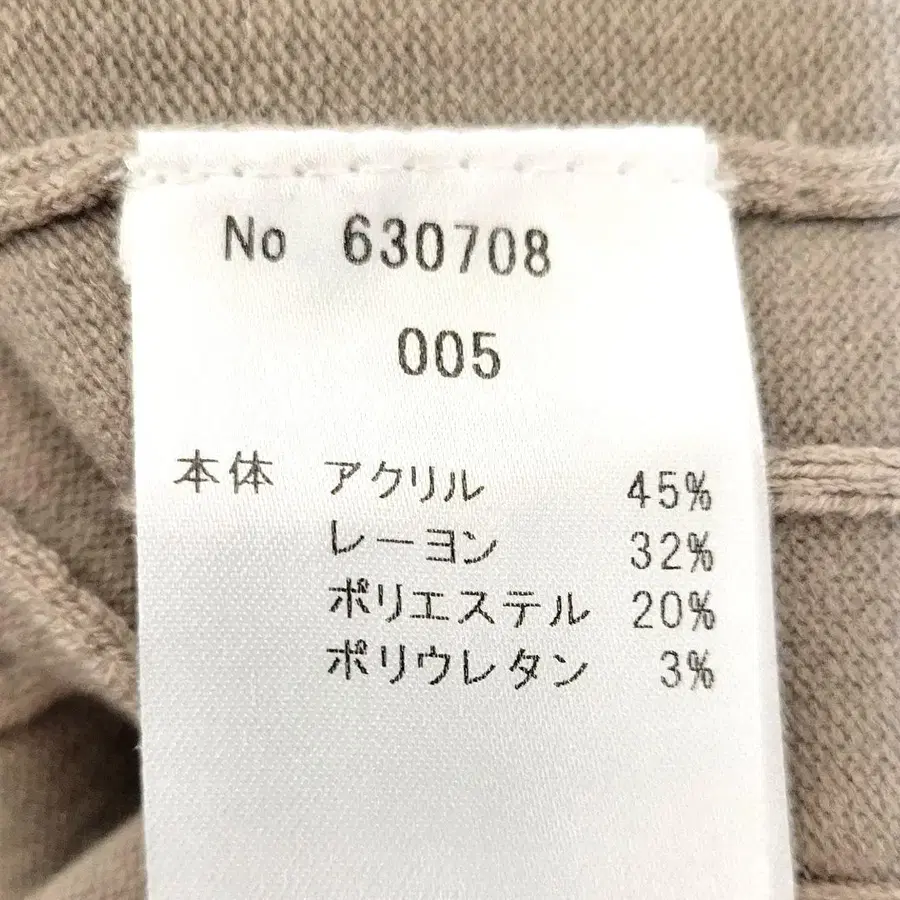 No 630708
005
本体 アクリル 45%
レーヨン 32%
ポリエステル 20%
ポリウレタン 3%